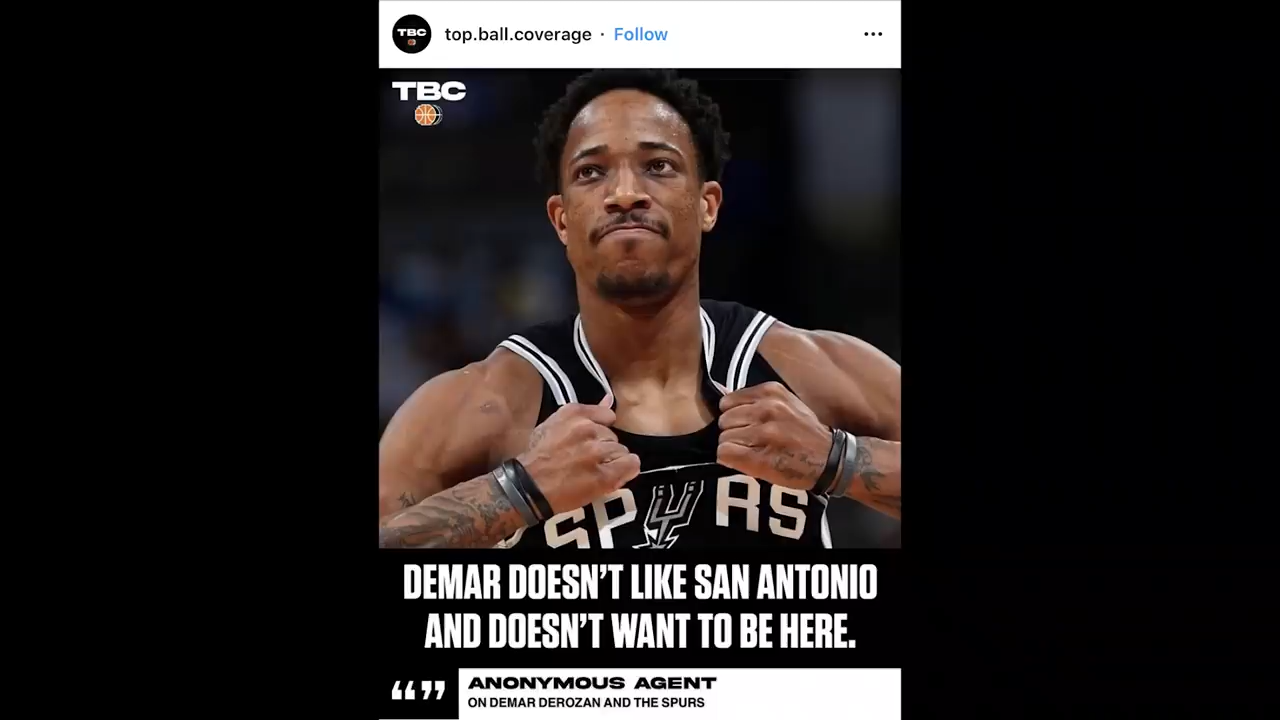 TBC
top.ball.coverage · Follow
TBC
SPURS
DEMAR DOESN'T LIKE SAN ANTONIO
AND DOESN'T WANT TO BE HERE.
ANONYMOUS AGENT
ON DEMAR DEROZAN AND THE SPURS